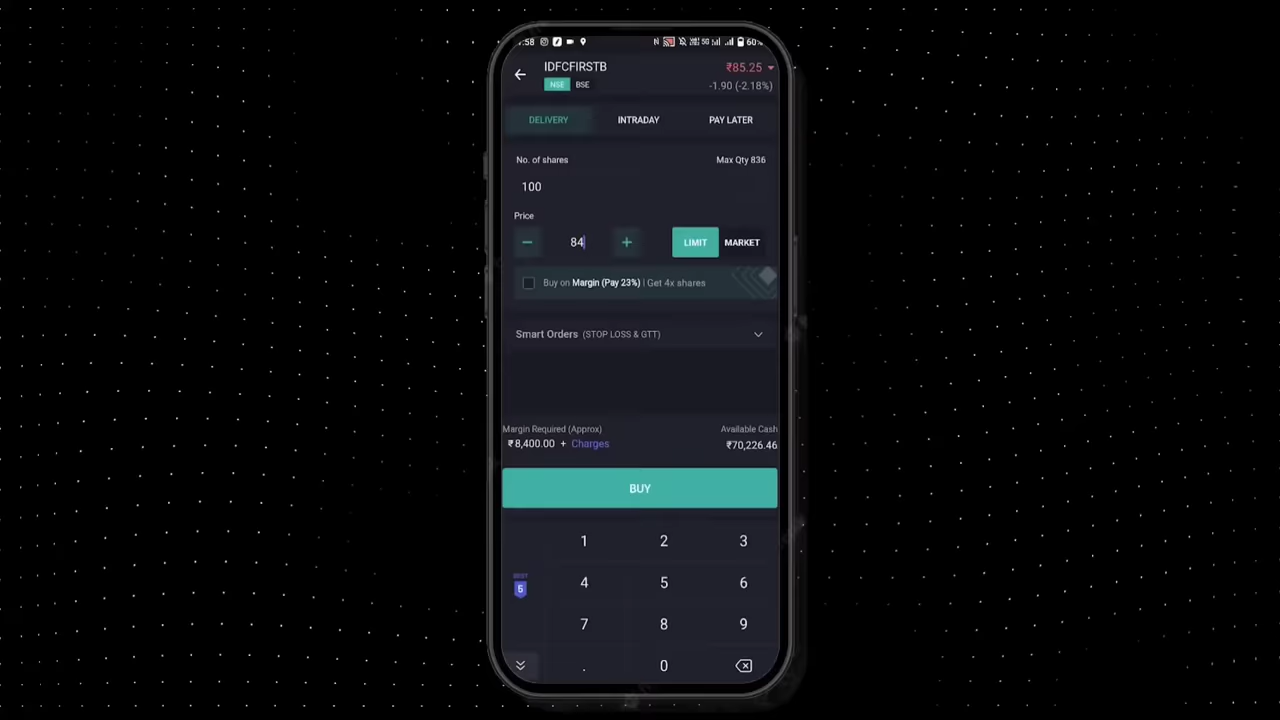 :58 60%
IDFCFIRSTB ₹85.25
NSE BSE -1.90 (-2.18%)
DELIVERY INTRADAY PAY LATER
No. of shares Max Qty 836
100
Price
− 84 + LIMIT MARKET
Buy on Margin (Pay 23%) | Get 4x shares
Smart Orders (STOP LOSS & GTT)
Margin Required (Approx) Available Cash
₹8,400.00 + Charges ₹70,226.46
BUY
1 2 3
4 5 6
5
7 8 9
. 0